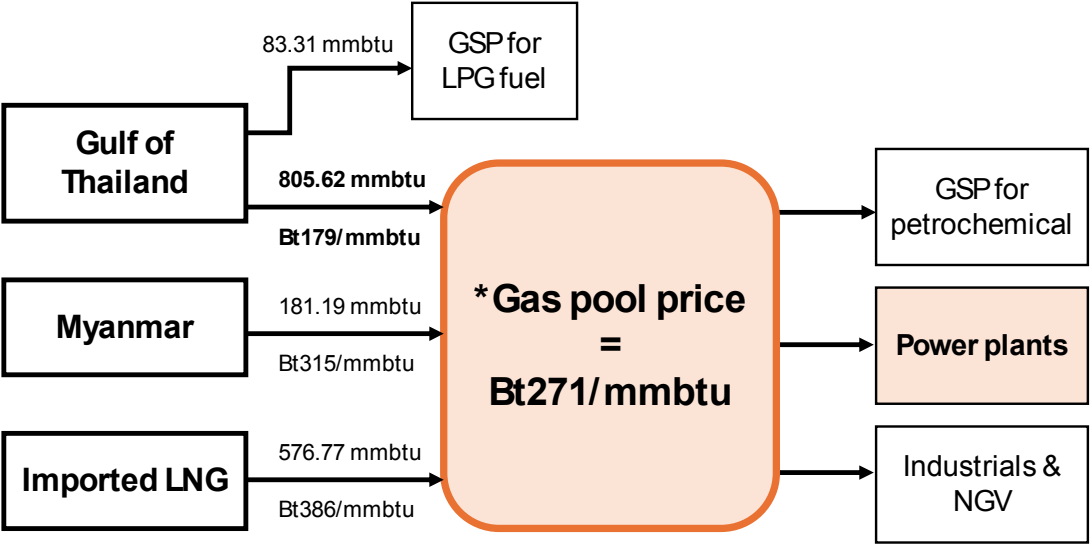 83.31 mmbtu
GSP for
LPG fuel
Gulf of
Thailand
805.62 mmbtu
Bt179/mmbtu
GSP for
petrochemical
Myanmar
181.19 mmbtu
Bt315/mmbtu
*Gas pool price
=
Bt271/mmbtu
Power plants
Imported LNG
576.77 mmbtu
Bt386/mmbtu
Industrials &
NGV